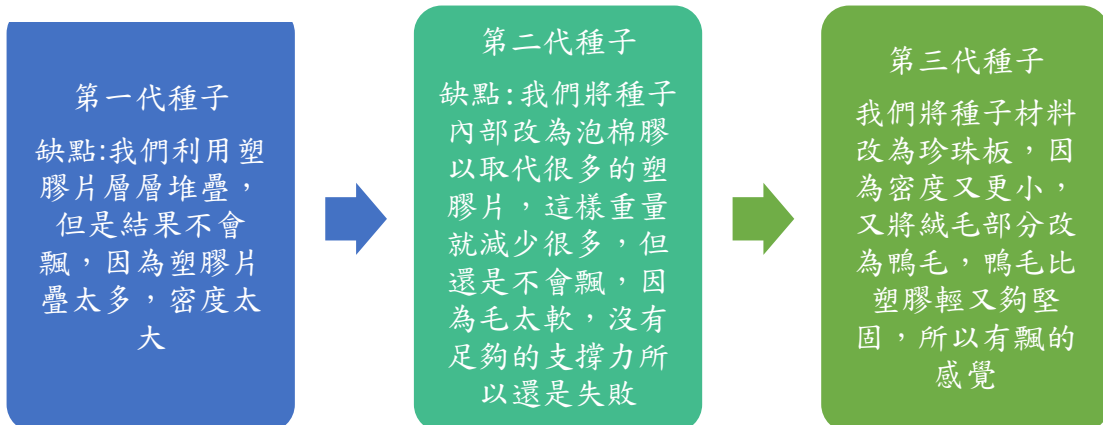 第一代種子
缺點:我們利用塑
膠片層層堆疊，
但是結果不會
飄，因為塑膠片
疊太多，密度太
大
第二代種子
缺點:我們將種子
內部改為泡棉膠
以取代很多的塑
膠片，這樣重量
就減少很多，但
還是不會飄，因
為毛太軟，沒有
足夠的支撐力所
以還是失敗
第三代種子
我們將種子材料
改為珍珠板，因
為密度又更小，
又將絨毛部分改
為鴨毛，鴨毛比
塑膠輕又夠堅
固，所以有飄的
感覺